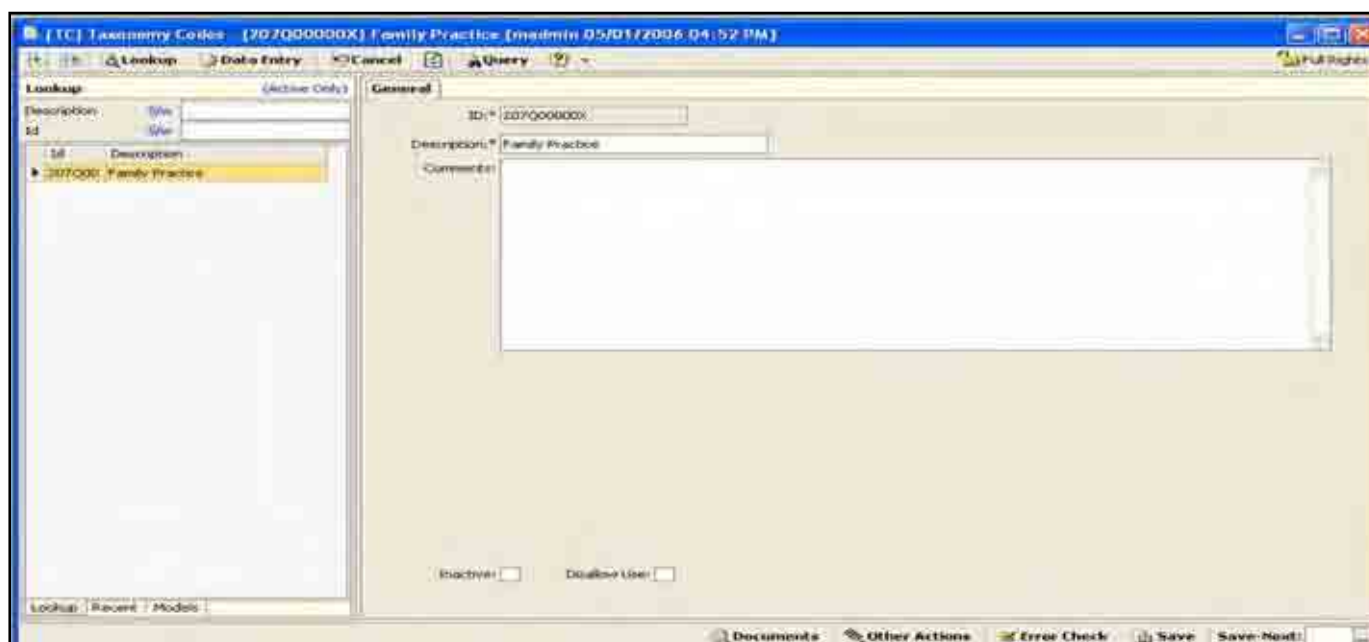 [TC] Taxonomy Codes - [207Q00000X] Family Practice (madmin 05/01/2006 04:52 PM)
Lookup Data Entry Cancel Query Full Rights
Lookup (Active Only)
Description S/w
Id S/w
Id Description
207Q00 Family Practice
Lookup Recent Models
General
ID:* 207Q00000X
Description:* Family Practice
Comments:
Inactive: Disallow Use:
Documents Other Actions Error Check Save Save-Next: